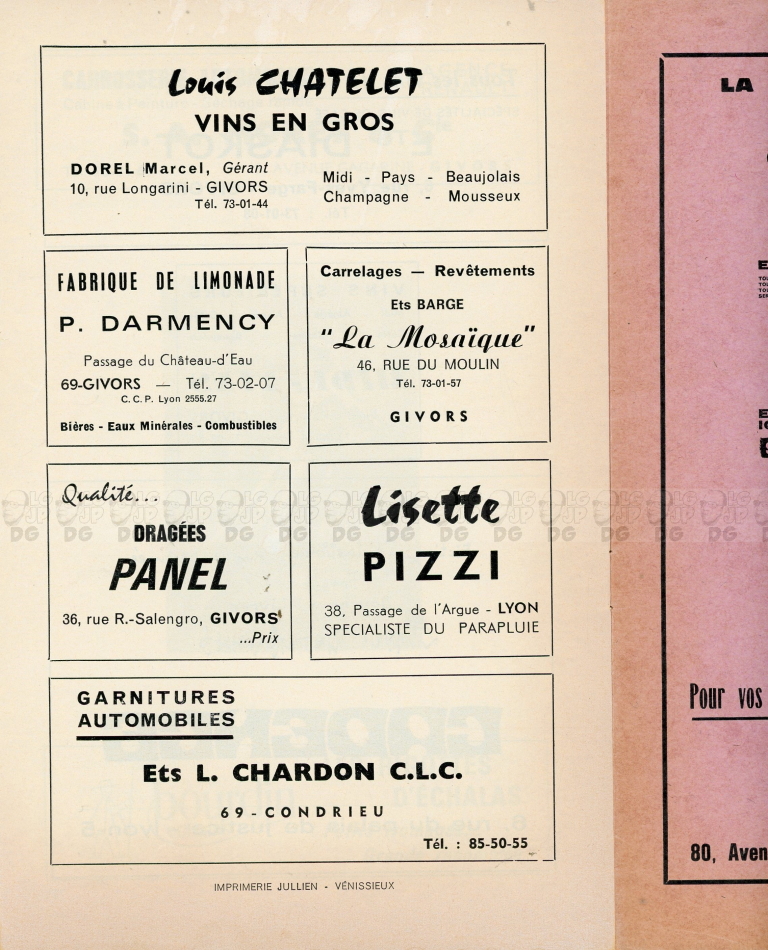 Louis CHATELET
VINS EN GROS
DOREL Marcel, Gérant
10, rue Longarini - GIVORS
Tél. 73-01-44
Midi - Pays - Beaujolais
Champagne - Mousseux
FABRIQUE DE LIMONADE
P. DARMENCY
Passage du Château-d'Eau
69-GIVORS — Tél. 73-02-07
C.C.P. Lyon 2555.27
Bières - Eaux Minérales - Combustibles
Carrelages — Revêtements
Ets BARGE
"La Mosaïque"
46, RUE DU MOULIN
Tél. 73-01-57
GIVORS
Qualité...
DRAGÉES
PANEL
36, rue R.-Salengro, GIVORS
...Prix
Lisette
PIZZI
38, Passage de l'Argue - LYON
SPECIALISTE DU PARAPLUIE
GARNITURES
AUTOMOBILES
Ets L. CHARDON C.L.C.
69-CONDRIEU
Tél. : 85-50-55
IMPRIMERIE JULLIEN - VÉNISSIEUX
LA
Pour vos
80, Aven